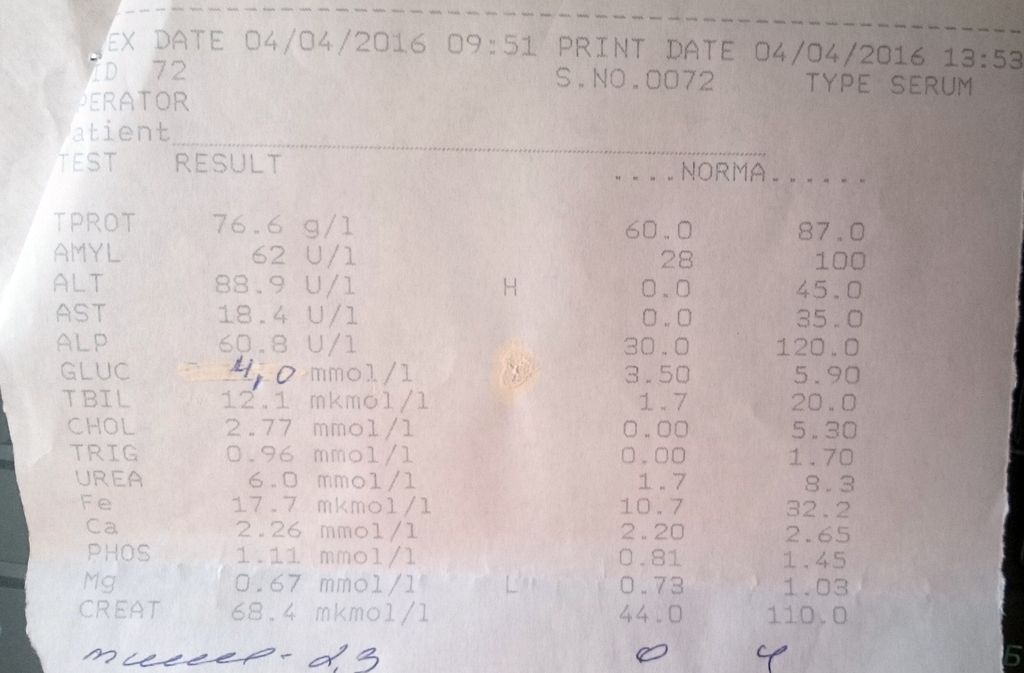 EX DATE 04/04/2016 09:51 PRINT DATE 04/04/2016 13:53
ID 72 S.NO.0072 TYPE SERUM
PERATOR
atient
TEST RESULT ....NORMA......
TPROT 76.6 g/l 60.0 87.0
AMYL 62 U/l 28 100
ALT 88.9 U/l H 0.0 45.0
AST 18.4 U/l 0.0 35.0
ALP 60.8 U/l 30.0 120.0
GLUC 4,0 mmol/l 3.50 5.90
TBIL 12.1 mkmol/l 1.7 20.0
CHOL 2.77 mmol/l 0.00 5.30
TRIG 0.96 mmol/l 0.00 1.70
UREA 6.0 mmol/l 1.7 8.3
Fe 17.7 mkmol/l 10.7 32.2
Ca 2.26 mmol/l 2.20 2.65
PHOS 1.11 mmol/l 0.81 1.45
Mg 0.67 mmol/l L 0.73 1.03
CREAT 68.4 mkmol/l 44.0 110.0
- 2,3 0 4